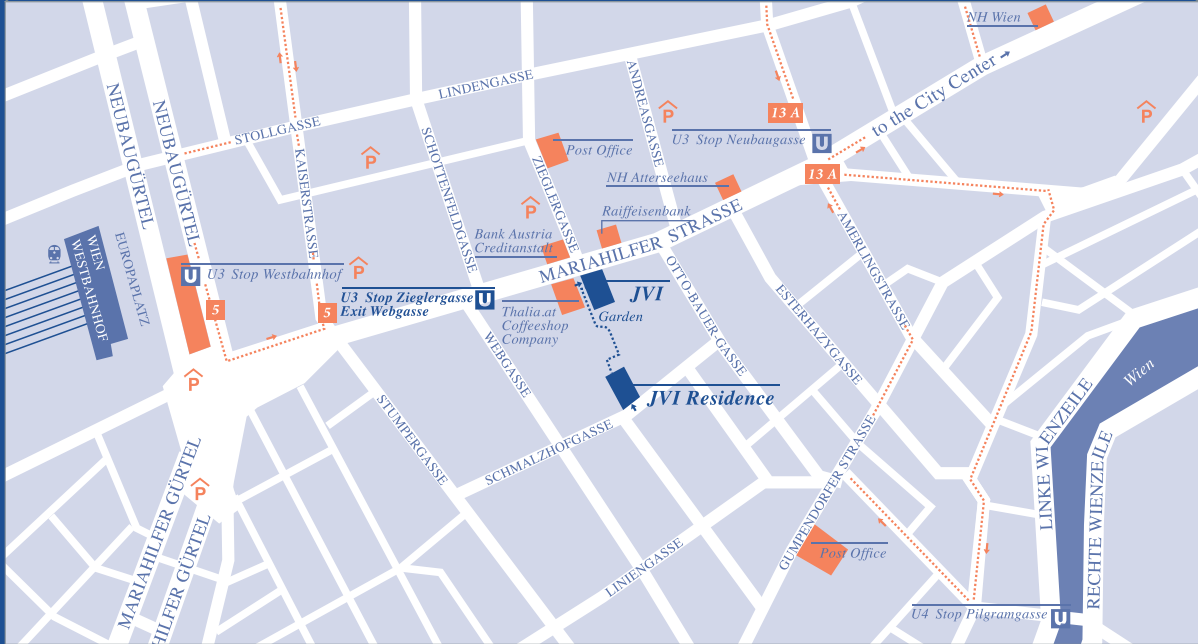 NH Wien
to the City Center
LINDENGASSE
STOLLGASSE
NEUBAUGÜRTEL
NEUBAUGÜRTEL
KAISERSTRASSE
SCHOTTENFELDGASSE
ZIEGLERGASSE
ANDREASGASSE
P
P
P
P
P
P
P
13 A
U3 Stop Neubaugasse
U
13 A
Post Office
NH Atterseehaus
Raiffeisenbank
Bank Austria
Creditanstalt
MARIAHILFER STRASSE
WIEN
WESTBAHNHOF
EUROPAPLATZ
U
U3 Stop Westbahnhof
5
5
U3 Stop Zieglergasse
Exit Webgasse
U
Thalia.at
Coffeeshop
Company
JVI
Garden
JVI Residence
OTTO-BAUER-GASSE
ESTERHAZYGASSE
AMERLINGSTRASSE
WEBGASSE
STUMPERGASSE
SCHMALZHOFGASSE
LINIENGASSE
GUMPENDORFER STRASSE
Post Office
MARIAHILFER GÜRTEL
HILFER GÜRTEL
Wien
LINKE WIENZEILE
RECHTE WIENZEILE
U4 Stop Pilgramgasse
U